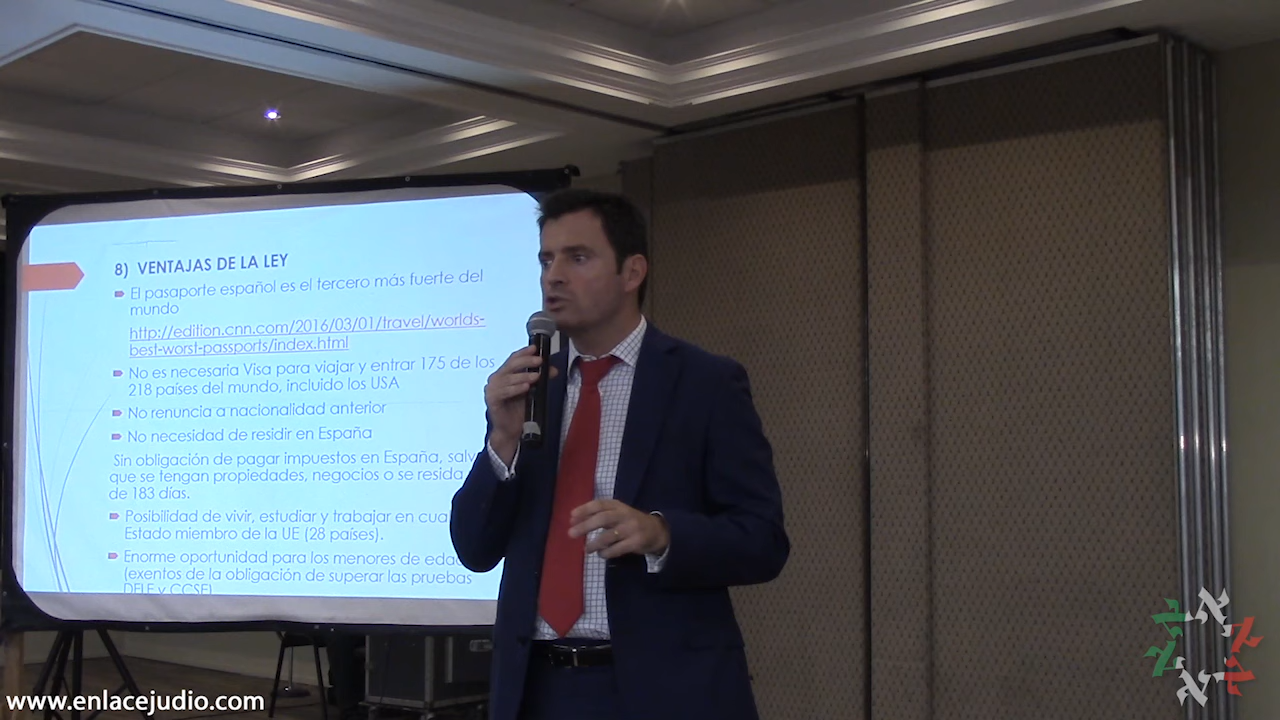 8) VENTAJAS DE LA LEY
El pasaporte español es el tercero más fuerte del
mundo
http://edition.cnn.com/2016/03/01/travel/worlds-
best-worst-passports/index.html
No es necesaria Visa para viajar y entrar 175 de los
218 países del mundo, incluido los USA
No renuncia a nacionalidad anterior
No necesidad de residir en España
Sin obligación de pagar impuestos en España, salv
que se tengan propiedades, negocios o se resida
de 183 días.
Posibilidad de vivir, estudiar y trabajar en cua
Estado miembro de la UE (28 países).
Enorme oportunidad para los menores de edad
(exentos de la obligación de superar las pruebas
DELE y CCSE)
www.enlacejudio.com